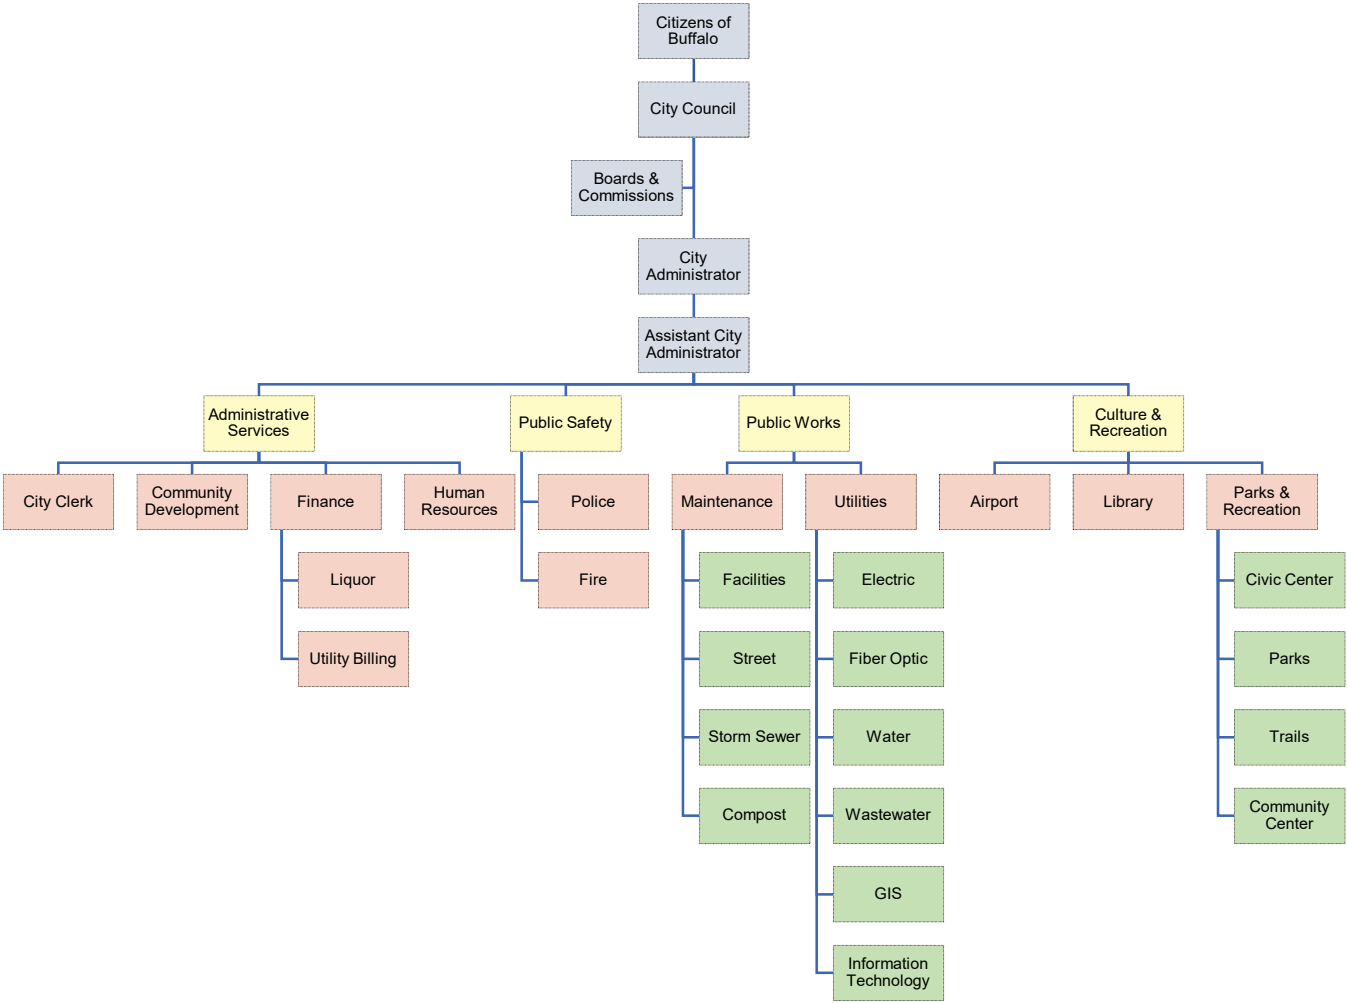 Citizens of
Buffalo
City Council
Boards &
Commissions
City
Administrator
Assistant City
Administrator
Administrative
Services
Public Safety
Public Works
Culture &
Recreation
City Clerk
Community
Development
Finance
Human
Resources
Police
Maintenance
Utilities
Airport
Library
Parks &
Recreation
Liquor
Fire
Facilities
Electric
Civic Center
Utility Billing
Street
Fiber Optic
Parks
Storm Sewer
Water
Trails
Compost
Wastewater
Community
Center
GIS
Information
Technology